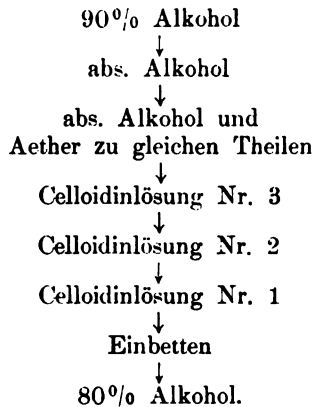 90% Alkohol
↓
abs. Alkohol
↓
abs. Alkohol und
Aether zu gleichen Theilen
↓
Celloidinlösung Nr. 3
↓
Celloidinlösung Nr. 2
↓
Celloidinlösung Nr. 1
↓
Einbetten
↓
80% Alkohol.